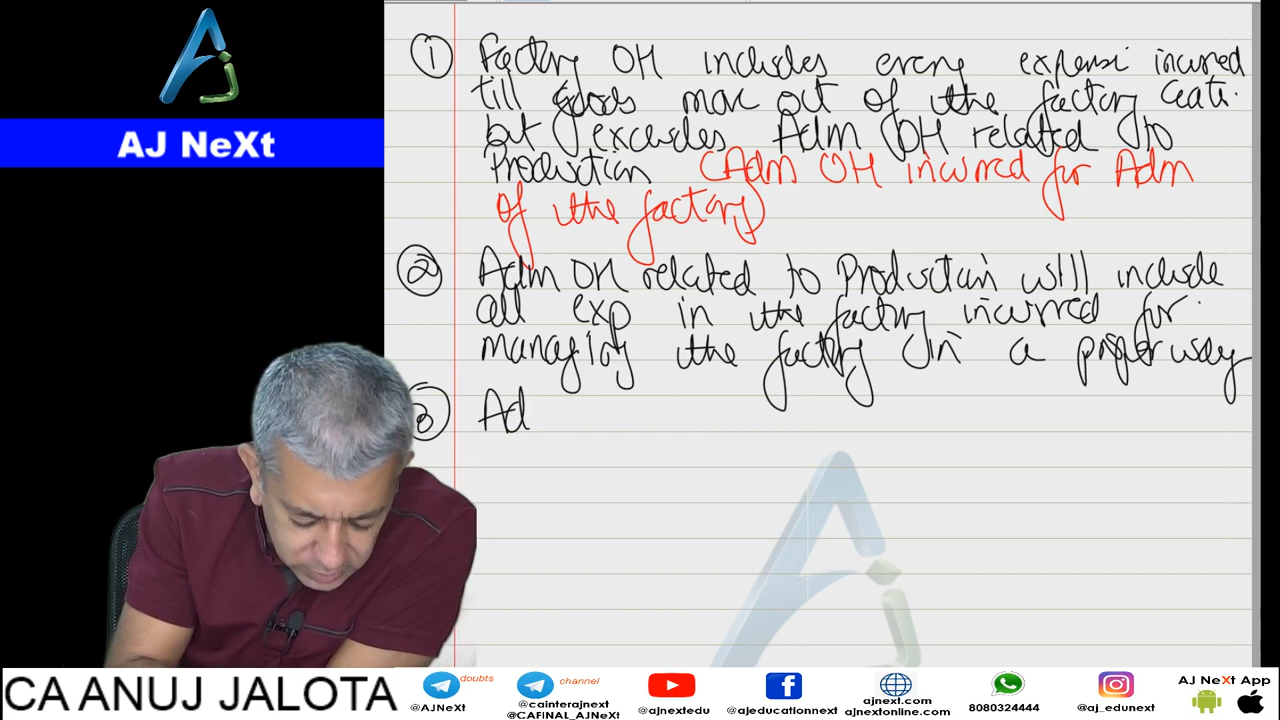 AJ NeXt
① Factory OH includes every expense incurred
till goods move out of the factory Gate.
but excludes Adm OH related to
Production (Adm OH incurred for Adm
of the factory)
② Adm OH related to Production will include
all exp in the factory incurred for
managing the factory in a proper way
③ Ad
CA ANUJ JALOTA
doubts
@AJNeXt
channel
@cainterajnext
@CAFINAL_AJNeXt
@ajnextedu
@ajeducationnext
ajnext.com
ajnextonline.com
8080324444
@aj_edunext
AJ NeXt App